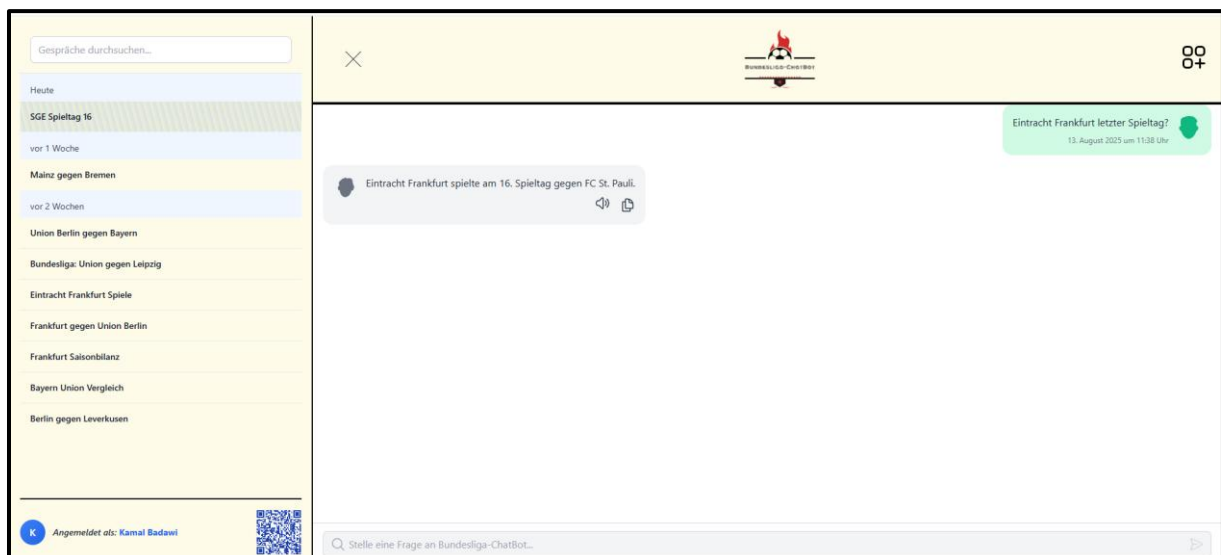 Gespräche durchsuchen...
Heute
SGE Spieltag 16
vor 1 Woche
Mainz gegen Bremen
vor 2 Wochen
Union Berlin gegen Bayern
Bundesliga: Union gegen Leipzig
Eintracht Frankfurt Spiele
Frankfurt gegen Union Berlin
Frankfurt Saisonbilanz
Bayern Union Vergleich
Berlin gegen Leverkusen
K
Angemeldet als: Kamal Badawi
Bundesliga-ChatBot
Eintracht Frankfurt letzter Spieltag?
13. August 2025 um 11:38 Uhr
Eintracht Frankfurt spielte am 16. Spieltag gegen FC St. Pauli.
Stelle eine Frage an Bundesliga-ChatBot...